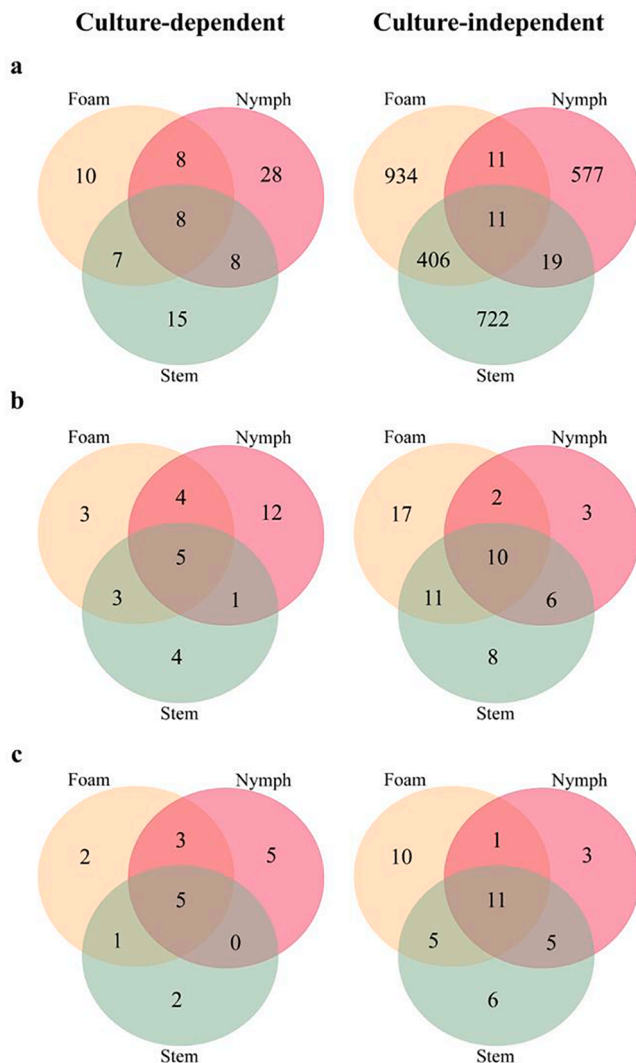 Culture-dependent Culture-independent
a
Foam Nymph Foam Nymph
10 8 28 934 11 577
8 11
7 8 406 19
15 722
Stem Stem
b
Foam Nymph Foam Nymph
3 4 12 17 2 3
5 10
3 1 11 6
4 8
Stem Stem
c
Foam Nymph Foam Nymph
2 3 5 10 1 3
5 11
1 0 5 5
2 6
Stem Stem